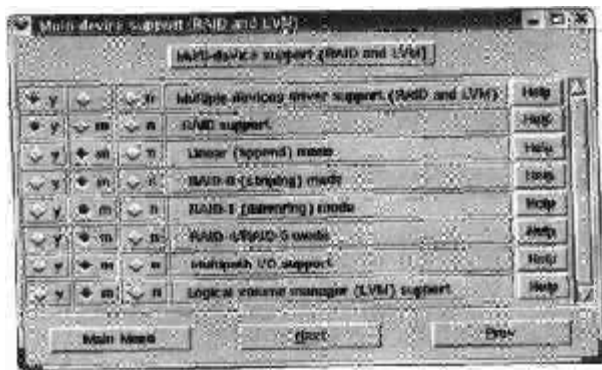 Multi-device support (RAID and LVM)
Multi-device support (RAID and LVM)
y n Multiple devices driver support (RAID and LVM) Help
y m n RAID support Help
y m n Linear (append) mode Help
y m n RAID-0 (striping) mode Help
y m n RAID-1 (mirroring) mode Help
y m n RAID-4/RAID-5 mode Help
y m n Multipath I/O support Help
y m n Logical volume manager (LVM) support Help
Main Menu Next Prev